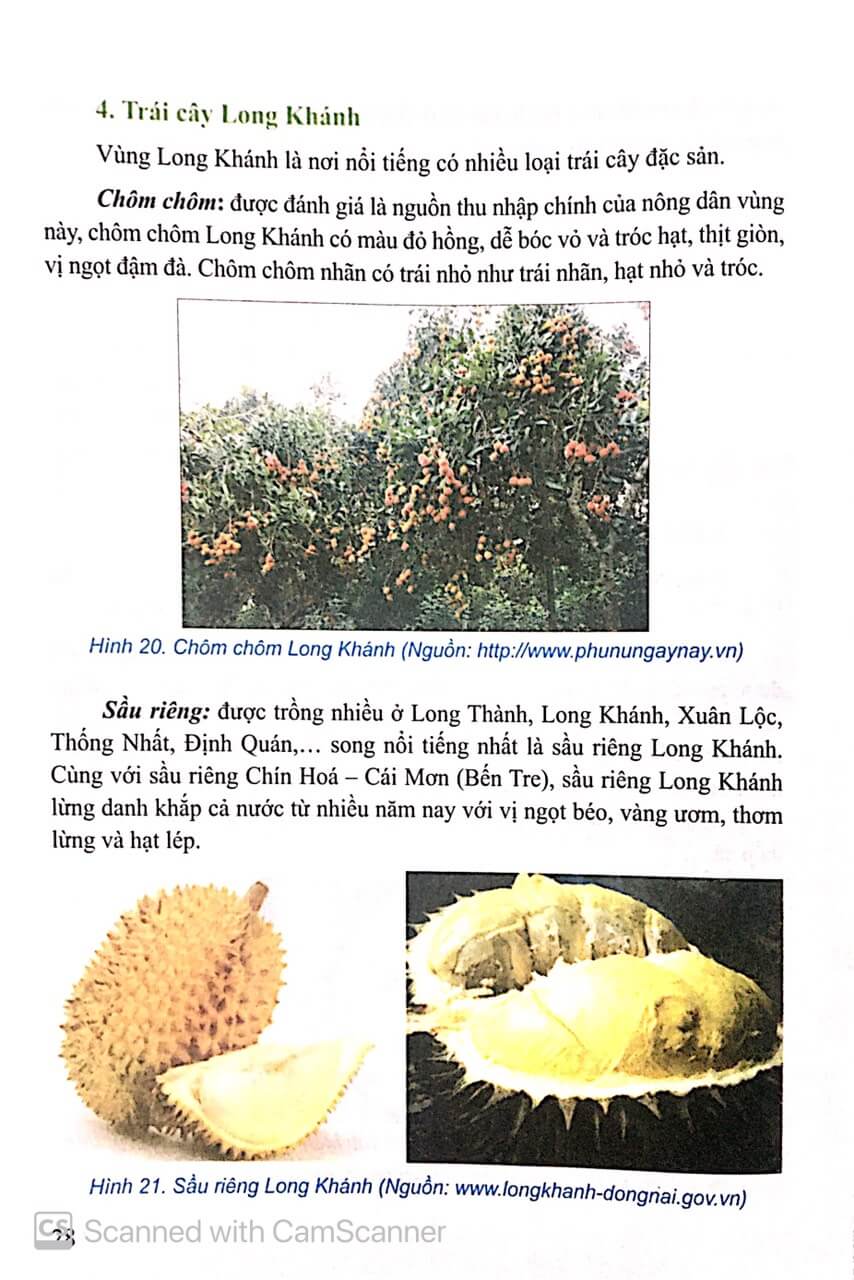 4. Trái cây Long Khánh
Vùng Long Khánh là nơi nổi tiếng có nhiều loại trái cây đặc sản.
Chôm chôm: được đánh giá là nguồn thu nhập chính của nông dân vùng
này, chôm chôm Long Khánh có màu đỏ hồng, dễ bóc vỏ và tróc hạt, thịt giòn,
vị ngọt đậm đà. Chôm chôm nhãn có trái nhỏ như trái nhãn, hạt nhỏ và tróc.
Hình 20. Chôm chôm Long Khánh (Nguồn: http://www.phunungaynay.vn)
Sầu riêng: được trồng nhiều ở Long Thành, Long Khánh, Xuân Lộc,
Thống Nhất, Định Quán,… song nổi tiếng nhất là sầu riêng Long Khánh.
Cùng với sầu riêng Chín Hoá – Cái Mơn (Bến Tre), sầu riêng Long Khánh
lừng danh khắp cả nước từ nhiều năm nay với vị ngọt béo, vàng ươm, thơm
lừng và hạt lép.
Hình 21. Sầu riêng Long Khánh (Nguồn: www.longkhanh-dongnai.gov.vn)
CS Scanned with CamScanner
28